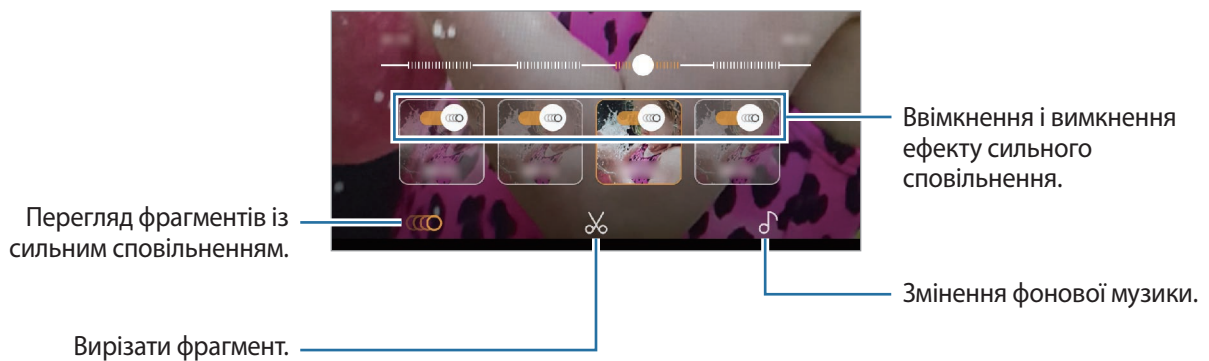 Ввімкнення і вимкнення
ефекту сильного
сповільнення.
Перегляд фрагментів із
сильним сповільненням.
Змінення фонової музики.
Вирізати фрагмент.